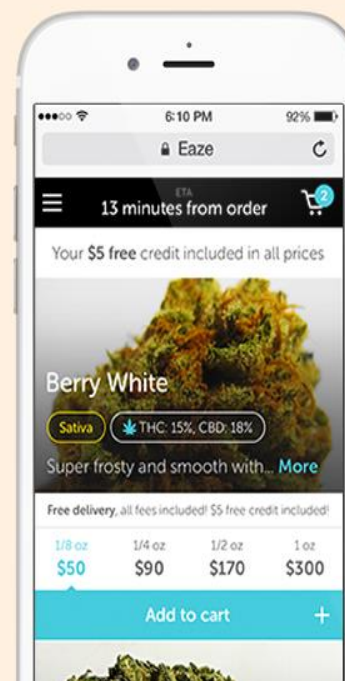 6:10 PM
92%
Eaze
ETA
13 minutes from order
2
Your $5 free credit included in all prices
Berry White
Sativa
THC: 15%, CBD: 18%
Super frosty and smooth with... More
Free delivery, all fees included! $5 free credit included!
1/8 oz 1/4 oz 1/2 oz 1 oz
$50 $90 $170 $300
Add to cart +